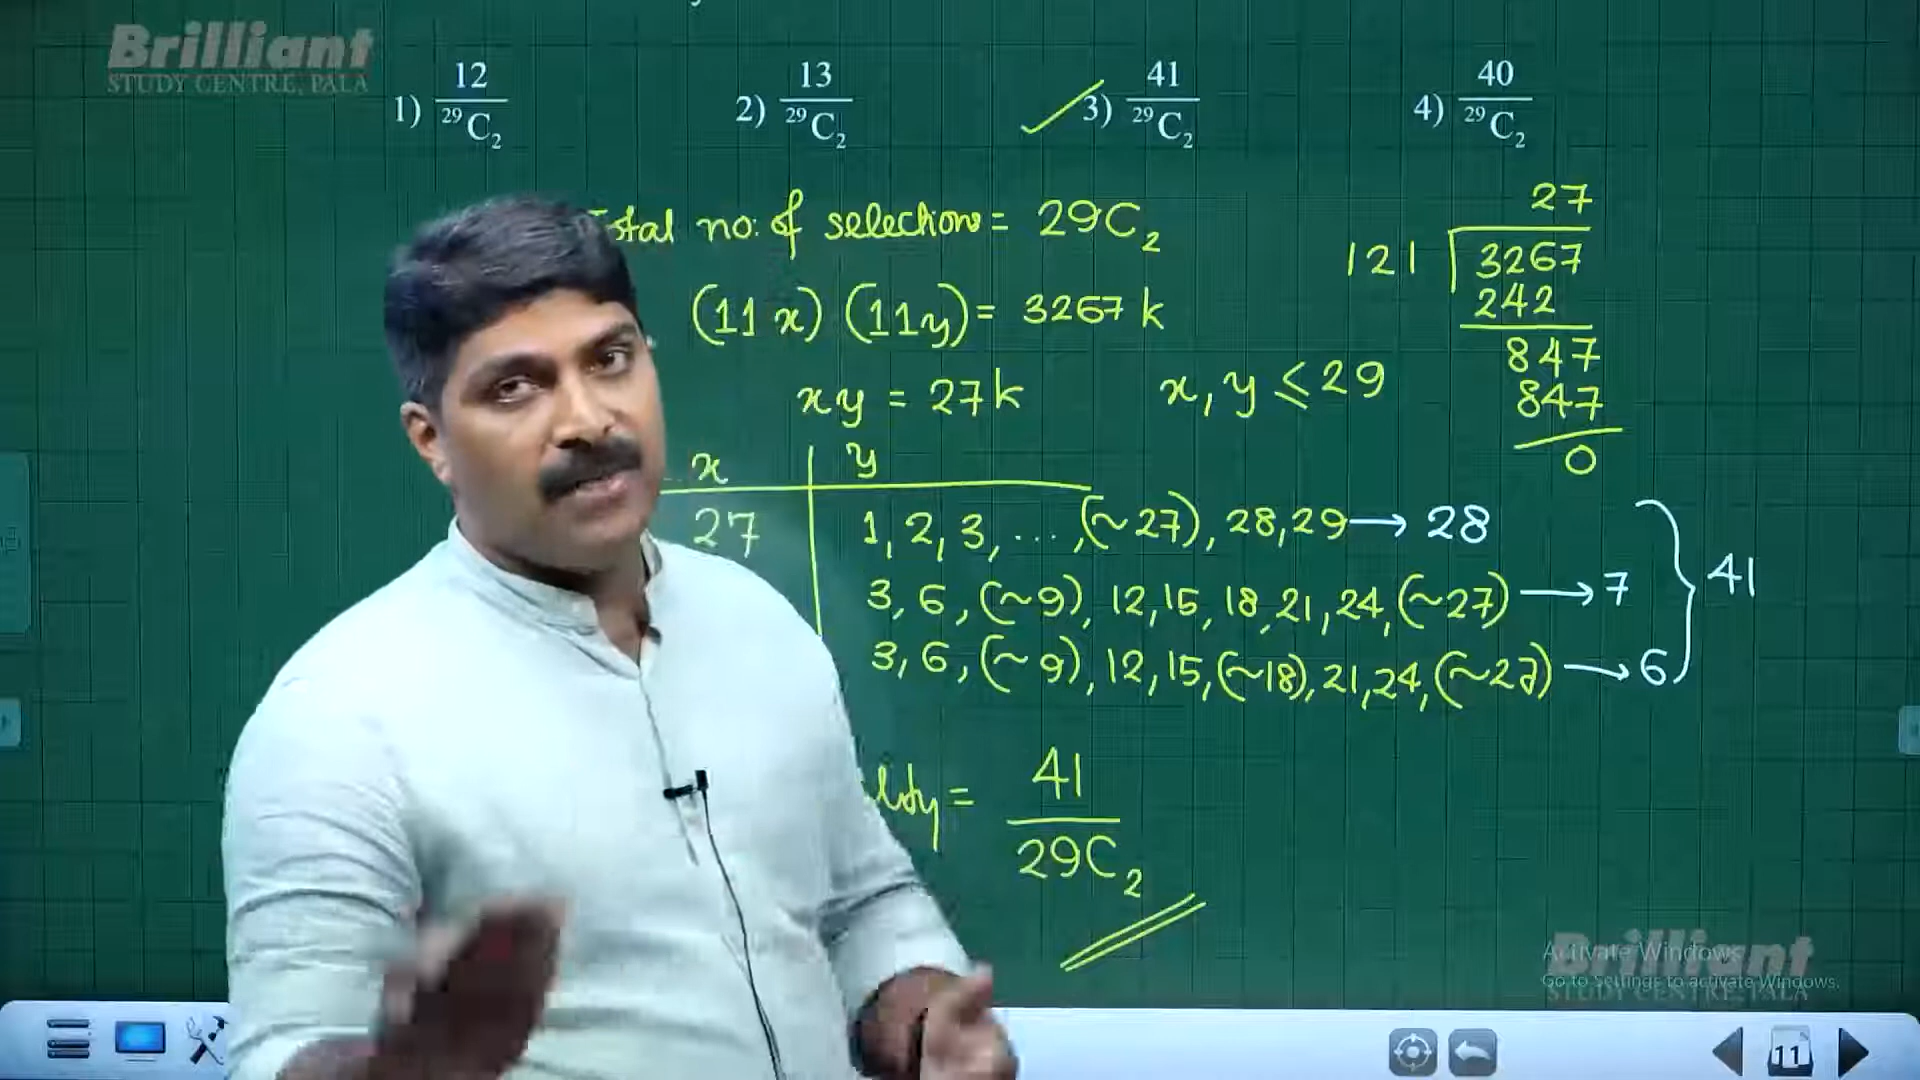 Brilliant
STUDY CENTRE, PALA
1) 12/²⁹C₂ 2) 13/²⁹C₂ 3) 41/²⁹C₂ 4) 40/²⁹C₂
no: of selections = 29C₂
(11x) (11y) = 3267 k
xy = 27k x, y ≤ 29
27
121 3267
242
847
847
0
x y
27 1, 2, 3, ..., (~27), 28, 29 → 28
3, 6, (~9), 12, 15, 18, 21, 24, (~27) → 7
3, 6, (~9), 12, 15, (~18), 21, 24, (~27) → 6
41
= 41/29C₂
Activate Windows
Go to Settings to activate Windows.
Brilliant
STUDY CENTRE, PALA
11